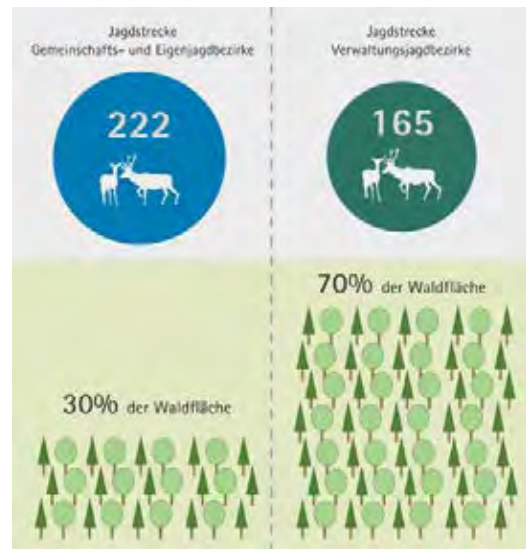 Jagdstrecke
Gemeinschafts- und Eigenjagdbezirke
222
30% der Waldfläche
Jagdstrecke
Verwaltungsjagdbezirke
165
70% der Waldfläche